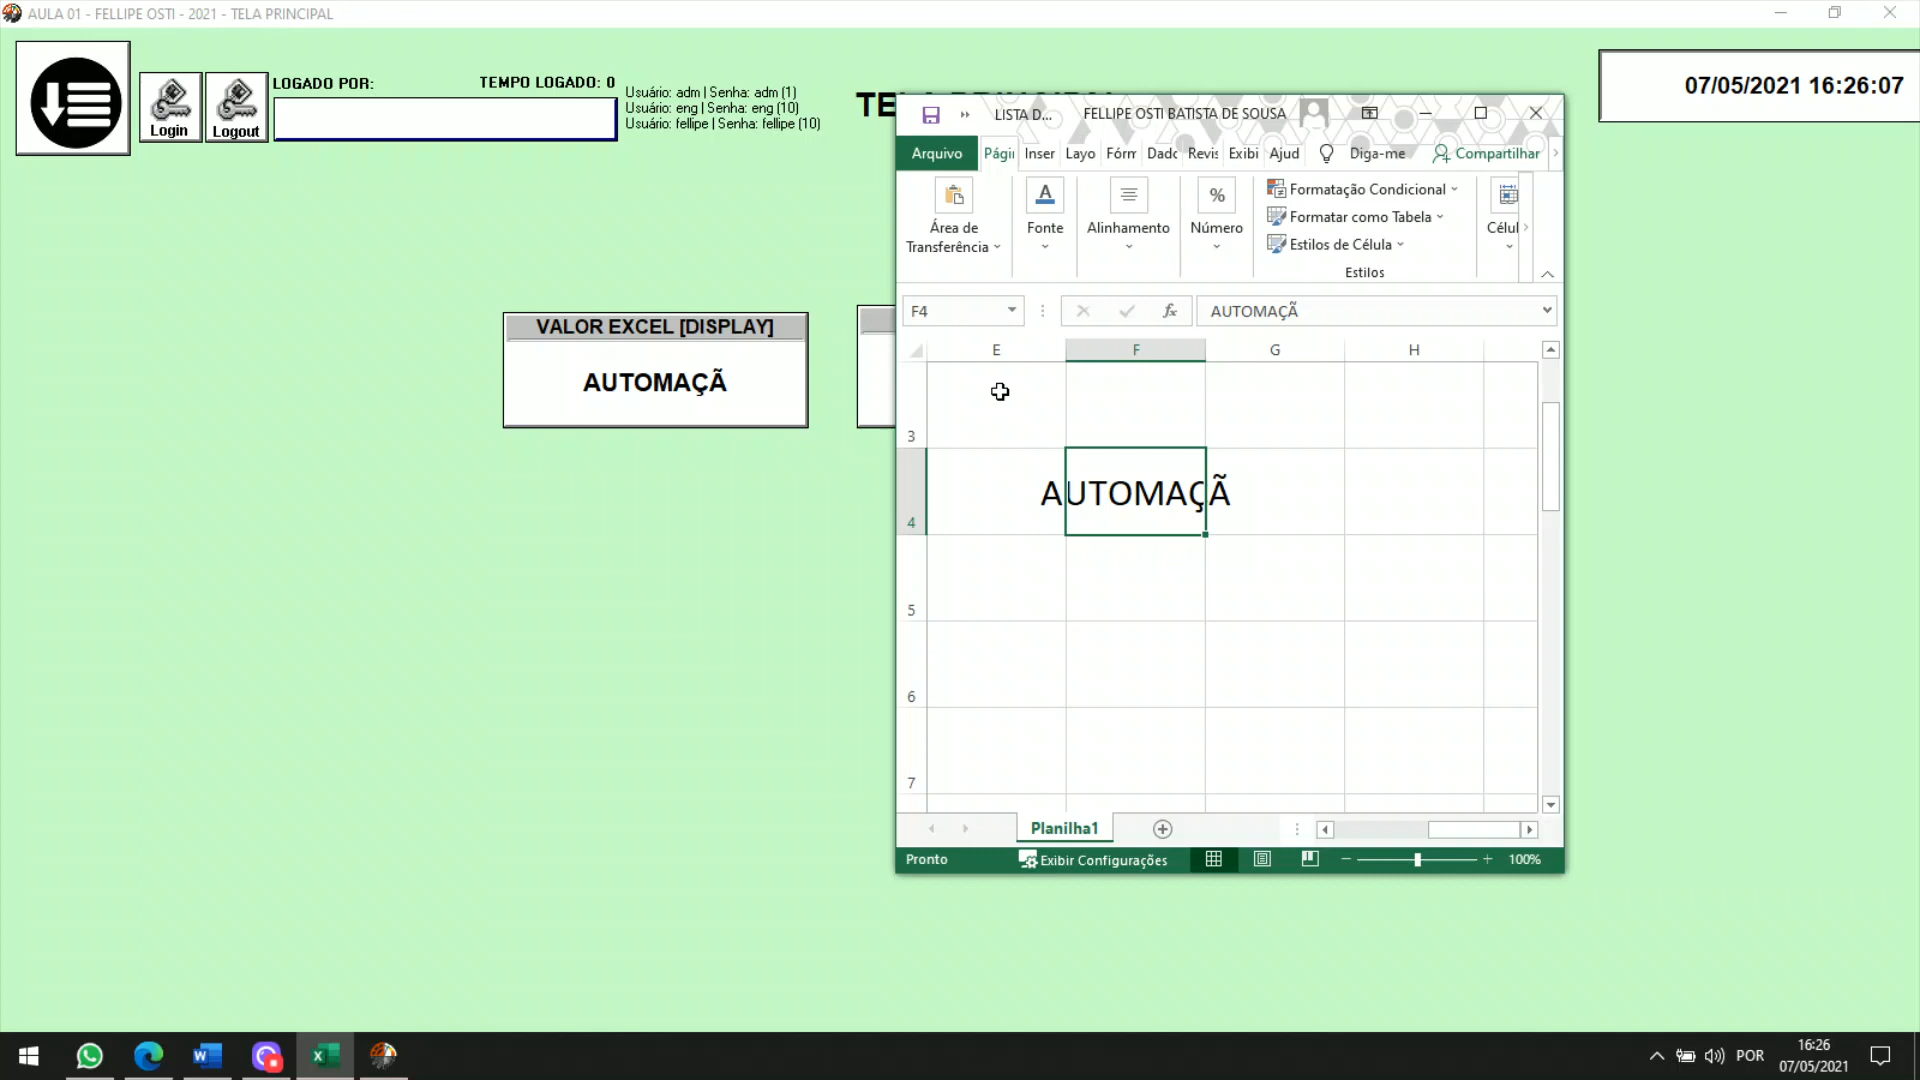 AULA 01 - FELLIPE OSTI - 2021 - TELA PRINCIPAL
Login
Logout
LOGADO POR:
TEMPO LOGADO: 0
Usuário: adm | Senha: adm (1)
Usuário: eng | Senha: eng (10)
Usuário: fellipe | Senha: fellipe (10)
07/05/2021 16:26:07
VALOR EXCEL [DISPLAY]
AUTOMAÇÃ
LISTA D...
FELLIPE OSTI BATISTA DE SOUSA
Arquivo
Inser
Layo
Fórm
Dadc
Revis
Exibi
Ajud
Diga-me
Compartilhar
Área de
Transferência
Fonte
Alinhamento
Número
Formatação Condicional
Formatar como Tabela
Estilos de Célula
Estilos
Célul
F4
fx
AUTOMAÇÃ
E F G H
3
4
AUTOMAÇÃ
5
6
7
Planilha1
Pronto
Exibir Configurações
100%
POR
16:26
07/05/2021